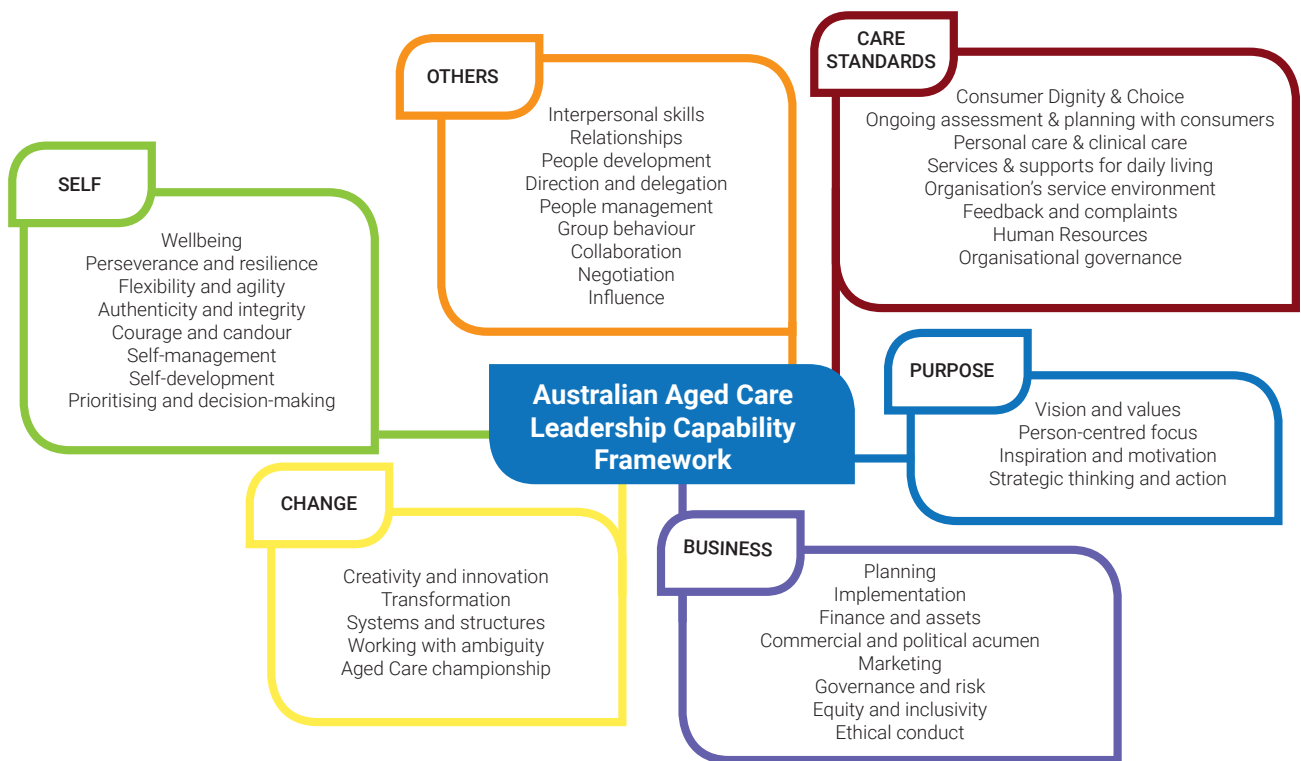 OTHERS
Interpersonal skills
Relationships
People development
Direction and delegation
People management
Group behaviour
Collaboration
Negotiation
Influence
CARE
STANDARDS
Consumer Dignity & Choice
Ongoing assessment & planning with consumers
Personal care & clinical care
Services & supports for daily living
Organisation's service environment
Feedback and complaints
Human Resources
Organisational governance
SELF
Wellbeing
Perseverance and resilience
Flexibility and agility
Authenticity and integrity
Courage and candour
Self-management
Self-development
Prioritising and decision-making
Australian Aged Care
Leadership Capability
Framework
PURPOSE
Vision and values
Person-centred focus
Inspiration and motivation
Strategic thinking and action
CHANGE
Creativity and innovation
Transformation
Systems and structures
Working with ambiguity
Aged Care championship
BUSINESS
Planning
Implementation
Finance and assets
Commercial and political acumen
Marketing
Governance and risk
Equity and inclusivity
Ethical conduct